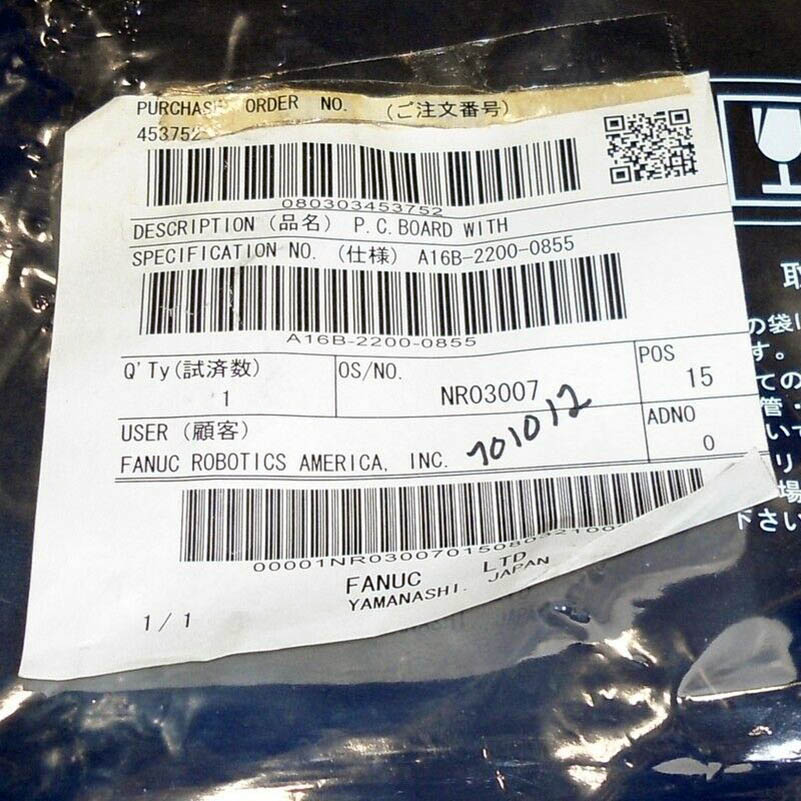 PURCHASE ORDER NO. (ご注文番号)
453752
080303453752
DESCRIPTION (品名) P.C.BOARD WITH
SPECIFICATION NO. (仕様) A16B-2200-0855
A16B-2200-0855
Q'Ty(試済数)
1
OS/NO.
NR03007
POS
15
USER (顧客)
FANUC ROBOTICS AMERICA, INC.
701012
ADNO
0
FANUC LTD
YAMANASHI. JAPAN
1/1
取
の袋
す。
ての
管・
いて
リ
場
下さい